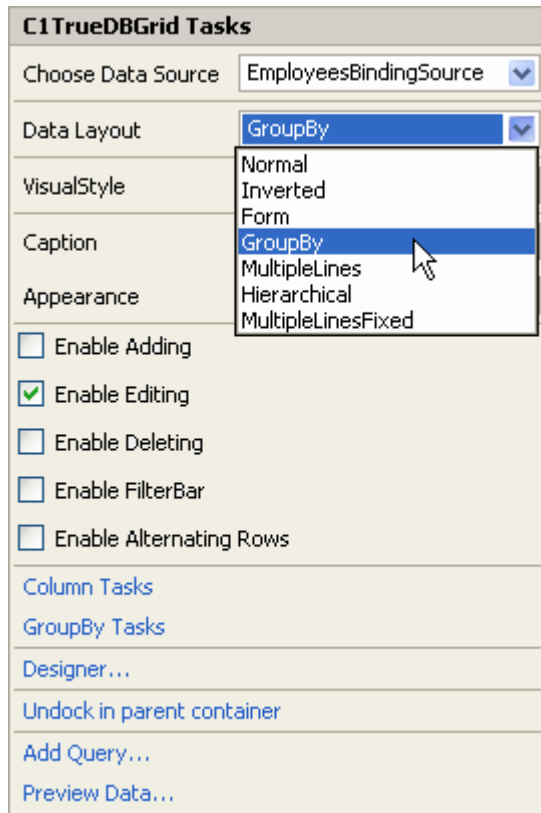 C1TrueDBGrid Tasks
Choose Data Source EmployeesBindingSource
Data Layout GroupBy
Normal
VisualStyle Inverted
Form
Caption GroupBy
MultipleLines
Appearance Hierarchical
MultipleLinesFixed
Enable Adding
Enable Editing
Enable Deleting
Enable FilterBar
Enable Alternating Rows
Column Tasks
GroupBy Tasks
Designer...
Undock in parent container
Add Query...
Preview Data...